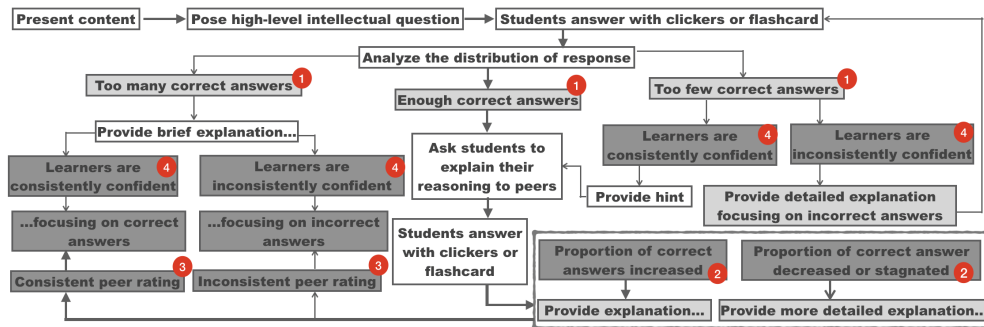 Present content
Pose high-level intellectual question
Students answer with clickers or flashcard
Analyze the distribution of response
1
Too many correct answers
1
Enough correct answers
1
Too few correct answers
Provide brief explanation...
4
Learners are
consistently confident
4
Learners are
inconsistently confident
Ask students to
explain their
reasoning to peers
4
Learners are
consistently confident
4
Learners are
inconsistently confident
Provide hint
Provide detailed explanation
focusing on incorrect answers
...focusing on correct
answers
...focusing on incorrect
answers
Students answer
with clickers or
flashcard
Proportion of correct
answers increased
2
Proportion of correct answer
decreased or stagnated
2
3
Consistent peer rating
3
Inconsistent peer rating
Provide explanation...
Provide more detailed explanation...